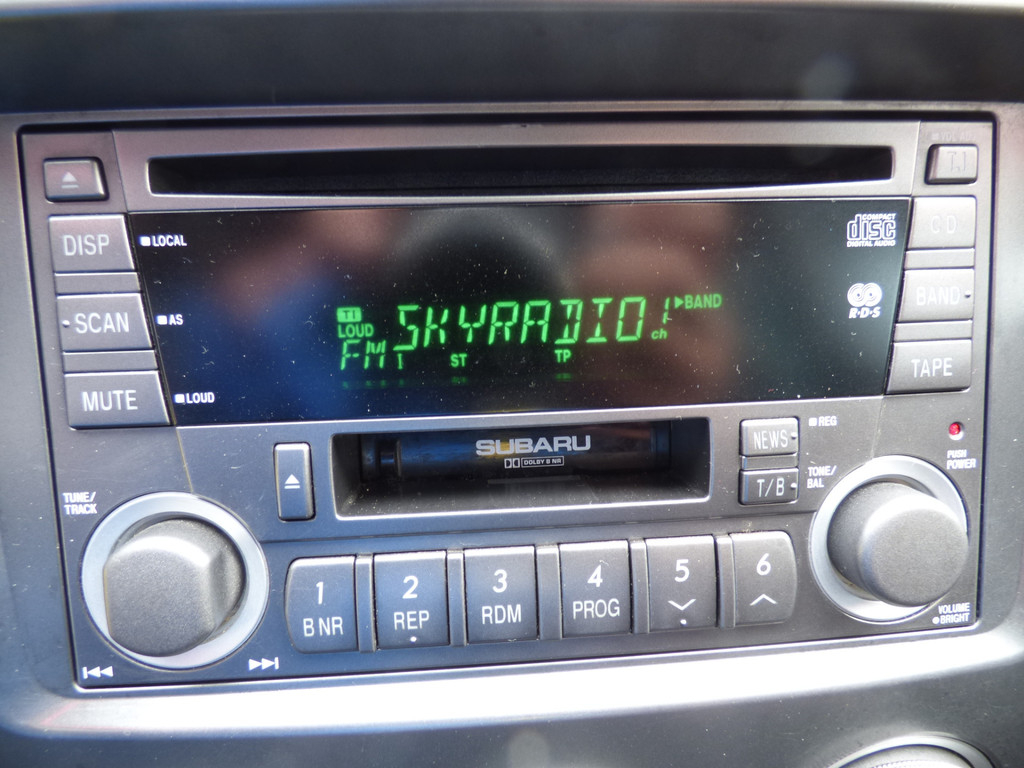 DISP
LOCAL
COMPACT
disc
DIGITAL AUDIO
CD
SCAN
AS
TI
LOUD
SKYRADIO 1 ch
BAND
FM 1
ST
TP
R·D·S
BAND
MUTE
LOUD
TAPE
SUBARU
DOLBY B NR
NEWS
REG
T/B
TONE/
BAL
PUSH
POWER
TUNE/
TRACK
1
B NR
2
REP
3
RDM
4
PROG
5
6
VOLUME
BRIGHT